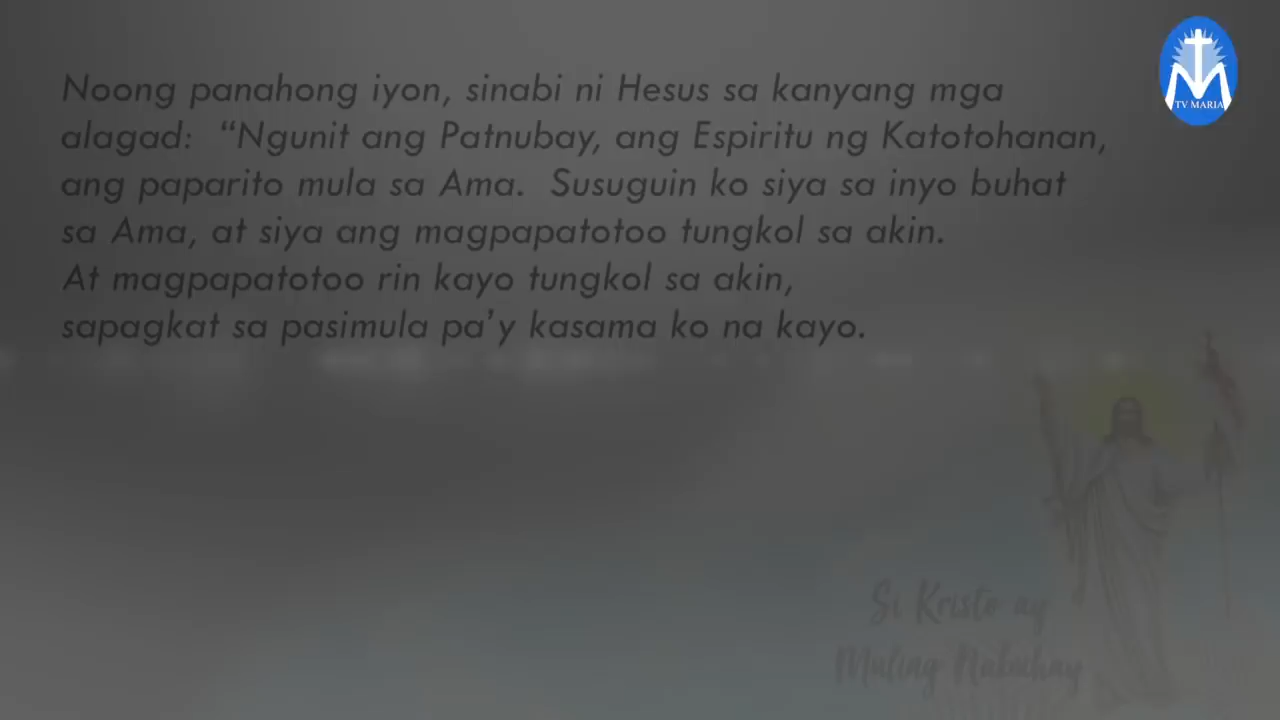 Noong panahong iyon, sinabi ni Hesus sa kanyang mga
alagad: “Ngunit ang Patnubay, ang Espiritu ng Katotohanan,
ang paparito mula sa Ama. Susuguin ko siya sa inyo buhat
sa Ama, at siya ang magpapatotoo tungkol sa akin.
At magpapatotoo rin kayo tungkol sa akin,
sapagkat sa pasimula pa’y kasama ko na kayo.
TV MARIA
Si Kristo ay
Muling Nabuhay